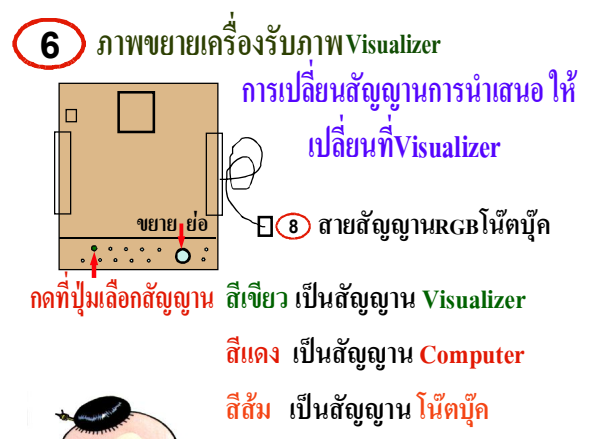 6 ภาพขยายเครื่องรับภาพVisualizer
การเปลี่ยนสัญญานการนำเสนอ ให้
เปลี่ยนที่Visualizer
ขยาย ย่อ
8 สายสัญญานRGBโน๊ตบุ๊ค
กดที่ปุ่มเลือกสัญญาน สีเขียว เป็นสัญญาน Visualizer
สีแดง เป็นสัญญาน Computer
สีส้ม เป็นสัญญาน โน๊ตบุ๊ค